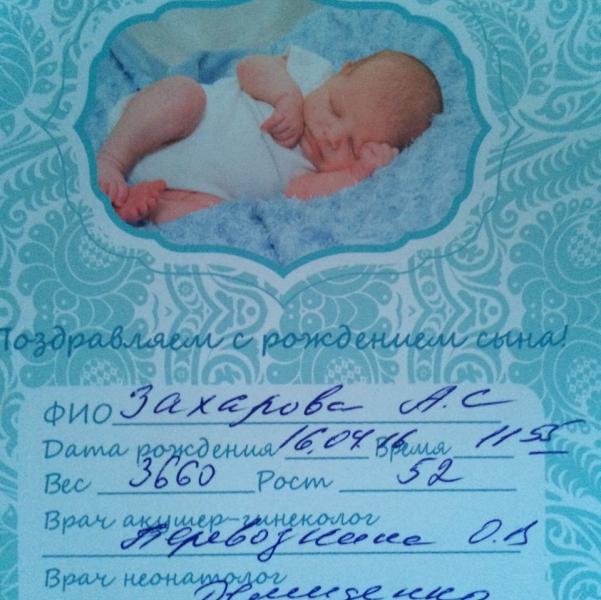 Поздравляем с рождением сына!
ФИО Захарова А.С
Дата рождения 16.04.16 Время 11 55
Вес 3660 Рост 52
Врач акушер-гинеколог
О.В
Врач неонатолог